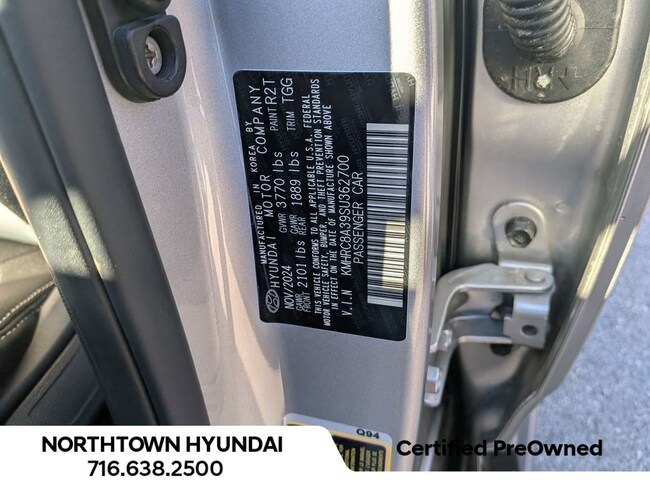 MANUFACTURED IN KOREA BY
HYUNDAI MOTOR COMPANY
NOV/2024 GVWR 3770 lbs PAINT R2T
GAWR FRONT 2101 lbs GAWR REAR 1889 lbs TRIM TGG
THIS VEHICLE CONFORMS TO ALL APPLICABLE U.S.A. FEDERAL
MOTOR VEHICLE SAFETY, BUMPER, AND THEFT PREVENTION STANDARDS
IN EFFECT ON THE DATE OF MANUFACTURE SHOWN ABOVE
V.I.N KMHRC8A39SU362700
PASSENGER CAR
Q94
NORTHTOWN HYUNDAI
716.638.2500
Certified PreOwned